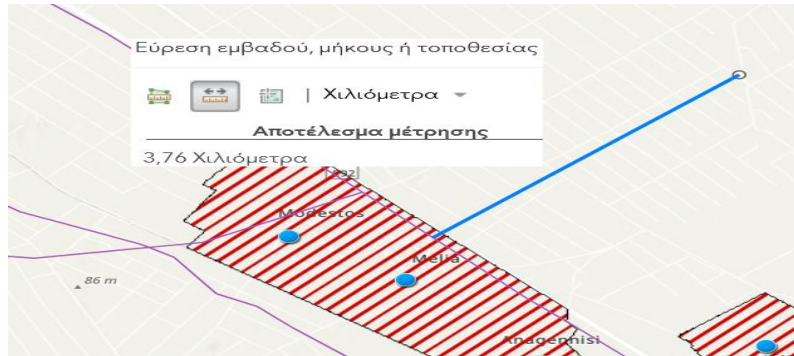 Εύρεση εμβαδού, μήκους ή τοποθεσίας
| Χιλιόμετρα
Αποτέλεσμα μέτρησης
3,76 Χιλιόμετρα
Modestos
Melia
86 m
Anagennisi